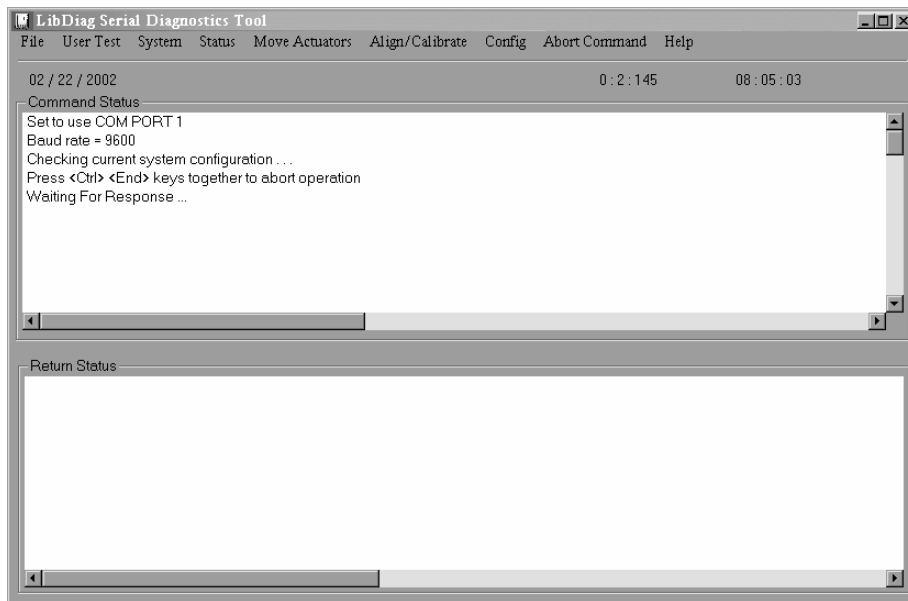 LibDiag Serial Diagnostics Tool
File User Test System Status Move Actuators Align/Calibrate Config Abort Command Help
02 / 22 / 2002 0 : 2 : 145 08 : 05 : 03
Command Status
Set to use COM PORT 1
Baud rate = 9600
Checking current system configuration . . .
Press <Ctrl> <End> keys together to abort operation
Waiting For Response ...
Return Status